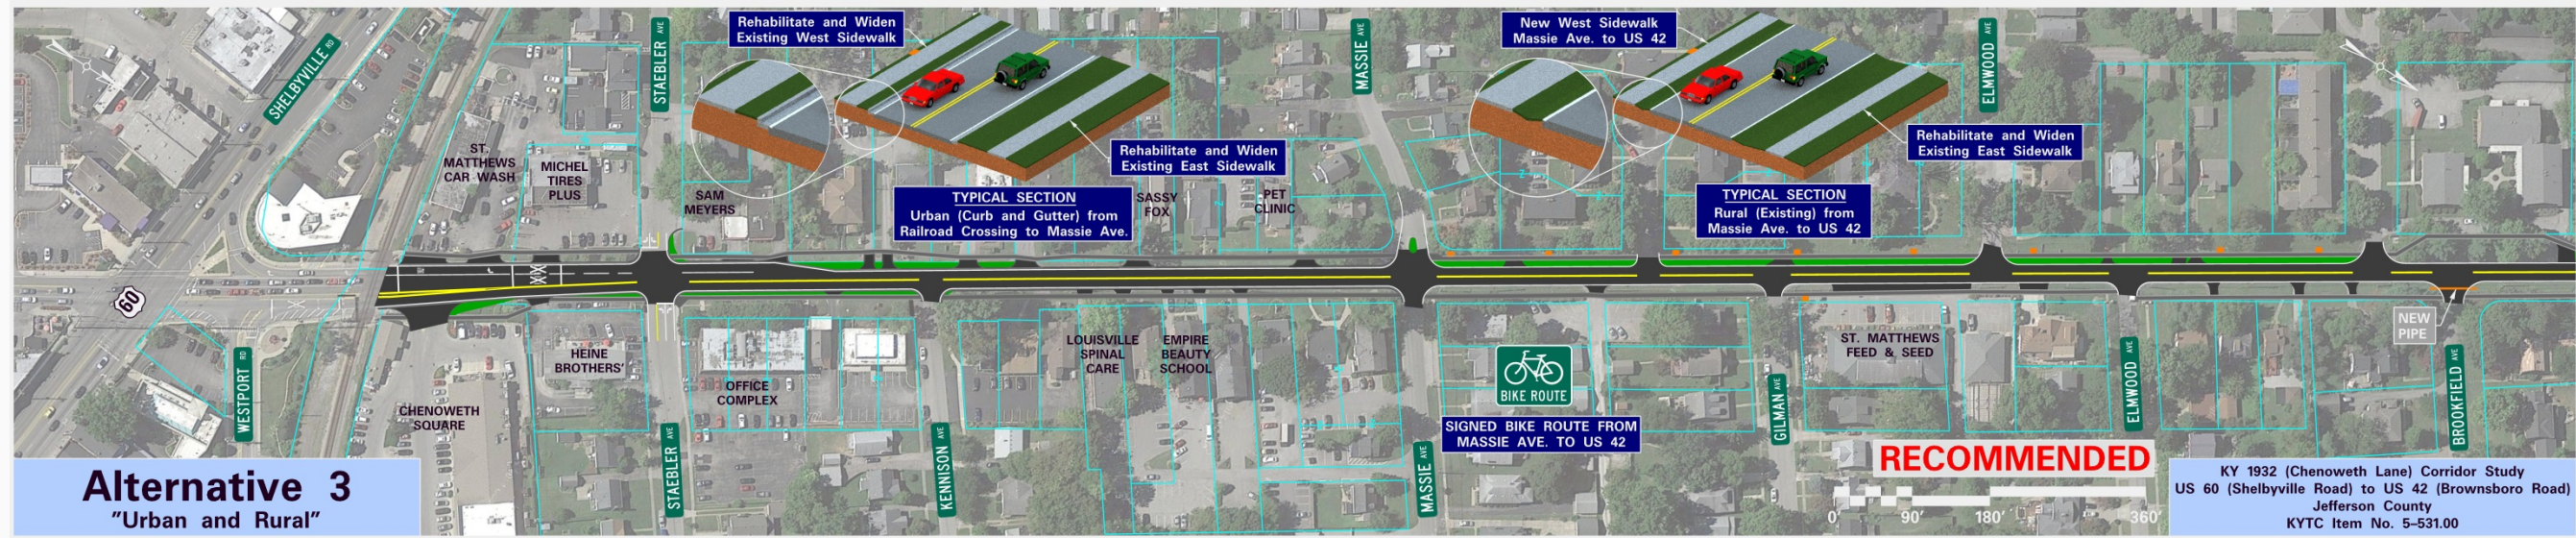 SHELBYVILLE RD
60
WESTPORT RD
ST.
MATTHEWS
CAR WASH
MICHEL
TIRES
PLUS
STAEBLER AVE
Rehabilitate and Widen
Existing West Sidewalk
SAM
MEYERS
TYPICAL SECTION
Urban (Curb and Gutter) from
Railroad Crossing to Massie Ave.
Rehabilitate and Widen
Existing East Sidewalk
SASSY
FOX
PET
CLINIC
MASSIE AVE
New West Sidewalk
Massie Ave. to US 42
TYPICAL SECTION
Rural (Existing) from
Massie Ave. to US 42
Rehabilitate and Widen
Existing East Sidewalk
ELMWOOD AVE
CHENOWETH
SQUARE
HEINE
BROTHERS'
STAEBLER AVE
OFFICE
COMPLEX
KENNISON AVE
LOUISVILLE
SPINAL
CARE
EMPIRE
BEAUTY
SCHOOL
MASSIE AVE
BIKE ROUTE
SIGNED BIKE ROUTE FROM
MASSIE AVE. TO US 42
GILMAN AVE
ST. MATTHEWS
FEED & SEED
ELMWOOD AVE
NEW
PIPE
BROOKFIELD AVE
Alternative 3
"Urban and Rural"
RECOMMENDED
0' 90' 180' 360'
KY 1932 (Chenoweth Lane) Corridor Study
US 60 (Shelbyville Road) to US 42 (Brownsboro Road)
Jefferson County
KYTC Item No. 5-531.00